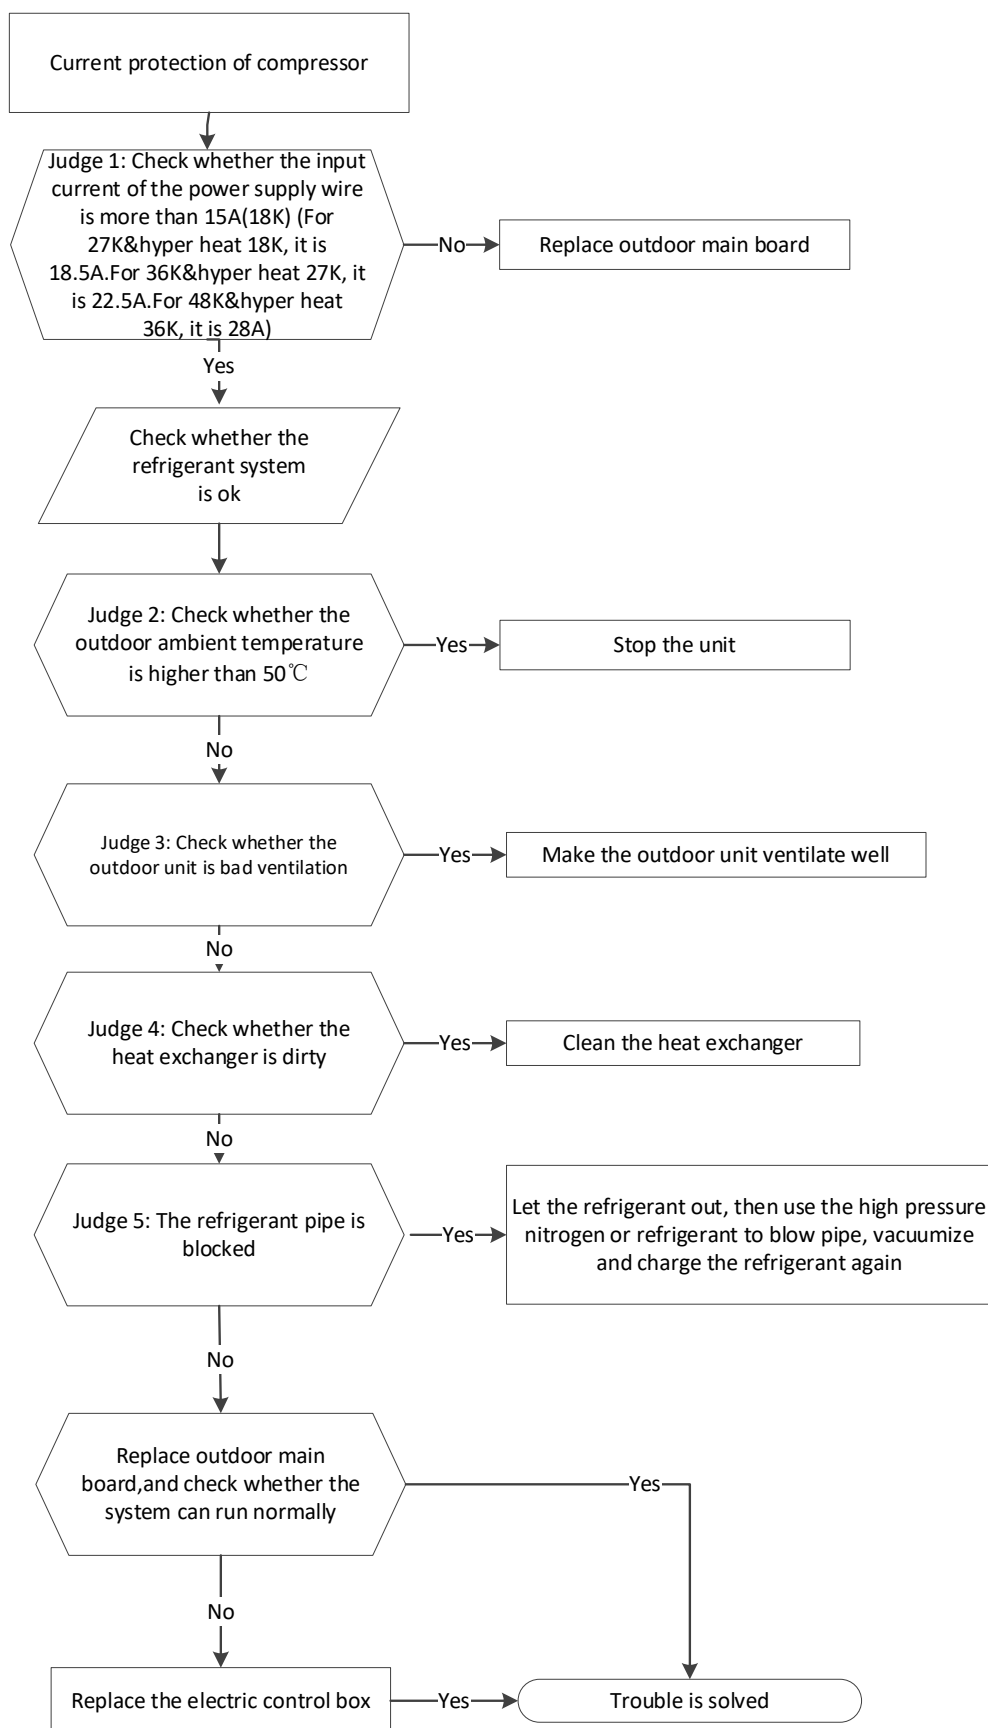 Current protection of compressor
Judge 1: Check whether the input
current of the power supply wire
is more than 15A(18K) (For
27K&hyper heat 18K, it is
18.5A.For 36K&hyper heat 27K, it
is 22.5A.For 48K&hyper heat
36K, it is 28A)
No
Replace outdoor main board
Yes
Check whether the
refrigerant system
is ok
Judge 2: Check whether the
outdoor ambient temperature
is higher than 50℃
Yes
Stop the unit
No
Judge 3: Check whether the
outdoor unit is bad ventilation
Yes
Make the outdoor unit ventilate well
No
Judge 4: Check whether the
heat exchanger is dirty
Yes
Clean the heat exchanger
No
Judge 5: The refrigerant pipe is
blocked
Yes
Let the refrigerant out, then use the high pressure
nitrogen or refrigerant to blow pipe, vacuumize
and charge the refrigerant again
No
Replace outdoor main
board,and check whether the
system can run normally
Yes
No
Replace the electric control box
Yes
Trouble is solved